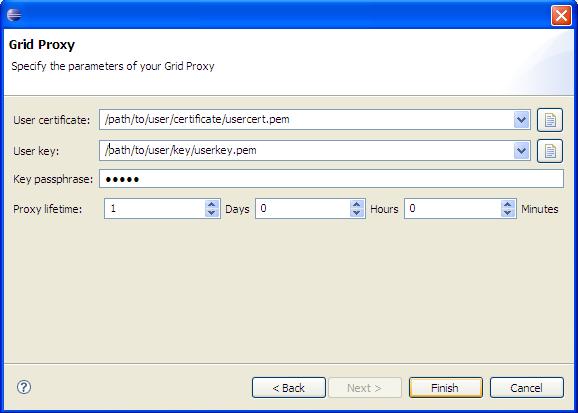 Grid Proxy
Specify the parameters of your Grid Proxy
User certificate: /path/to/user/certificate/usercert.pem
User key: /path/to/user/key/userkey.pem
Key passphrase: •••••
Proxy lifetime: 1 Days 0 Hours 0 Minutes
? < Back Next > Finish Cancel